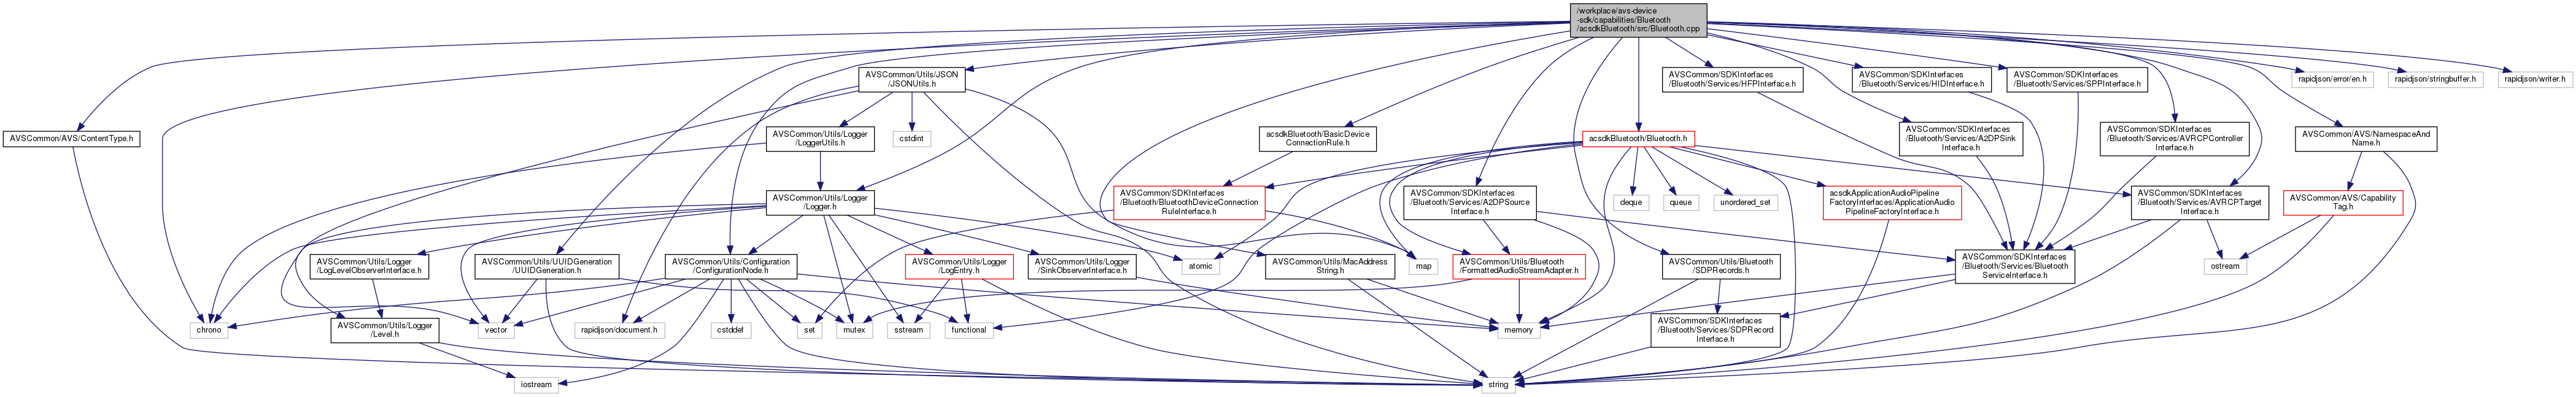 /workplace/avs-device
-sdk/capabilities/Bluetooth
/acsdkBluetooth/src/Bluetooth.cpp
AVSCommon/Utils/JSON
/JSONUtils.h
AVSCommon/SDKInterfaces
/Bluetooth/Services/HFPInterface.h
AVSCommon/SDKInterfaces
/Bluetooth/Services/HIDInterface.h
AVSCommon/SDKInterfaces
/Bluetooth/Services/SPPInterface.h
rapidjson/error/en.h
rapidjson/stringbuffer.h
rapidjson/writer.h
AVSCommon/AVS/ContentType.h
AVSCommon/Utils/Logger
/LoggerUtils.h
cstdint
acsdkBluetooth/BasicDevice
ConnectionRule.h
acsdkBluetooth/Bluetooth.h
AVSCommon/SDKInterfaces
/Bluetooth/Services/A2DPSink
Interface.h
AVSCommon/SDKInterfaces
/Bluetooth/Services/AVRCPController
Interface.h
AVSCommon/AVS/NamespaceAnd
Name.h
AVSCommon/Utils/Logger
/Logger.h
AVSCommon/SDKInterfaces
/Bluetooth/BluetoothDeviceConnection
RuleInterface.h
AVSCommon/SDKInterfaces
/Bluetooth/Services/A2DPSource
Interface.h
deque
queue
unordered_set
acsdkApplicationAudioPipeline
FactoryInterfaces/ApplicationAudio
PipelineFactoryInterface.h
AVSCommon/SDKInterfaces
/Bluetooth/Services/AVRCPTarget
Interface.h
AVSCommon/AVS/Capability
Tag.h
AVSCommon/Utils/Logger
/LogLevelObserverInterface.h
AVSCommon/Utils/UUIDGeneration
/UUIDGeneration.h
AVSCommon/Utils/Configuration
/ConfigurationNode.h
AVSCommon/Utils/Logger
/LogEntry.h
AVSCommon/Utils/Logger
/SinkObserverInterface.h
atomic
AVSCommon/Utils/MacAddress
String.h
map
AVSCommon/Utils/Bluetooth
/FormattedAudioStreamAdapter.h
AVSCommon/Utils/Bluetooth
/SDPRecords.h
AVSCommon/SDKInterfaces
/Bluetooth/Services/Bluetooth
ServiceInterface.h
ostream
chrono
AVSCommon/Utils/Logger
/Level.h
vector
rapidjson/document.h
cstddef
set
mutex
sstream
functional
memory
AVSCommon/SDKInterfaces
/Bluetooth/Services/SDPRecord
Interface.h
iostream
string